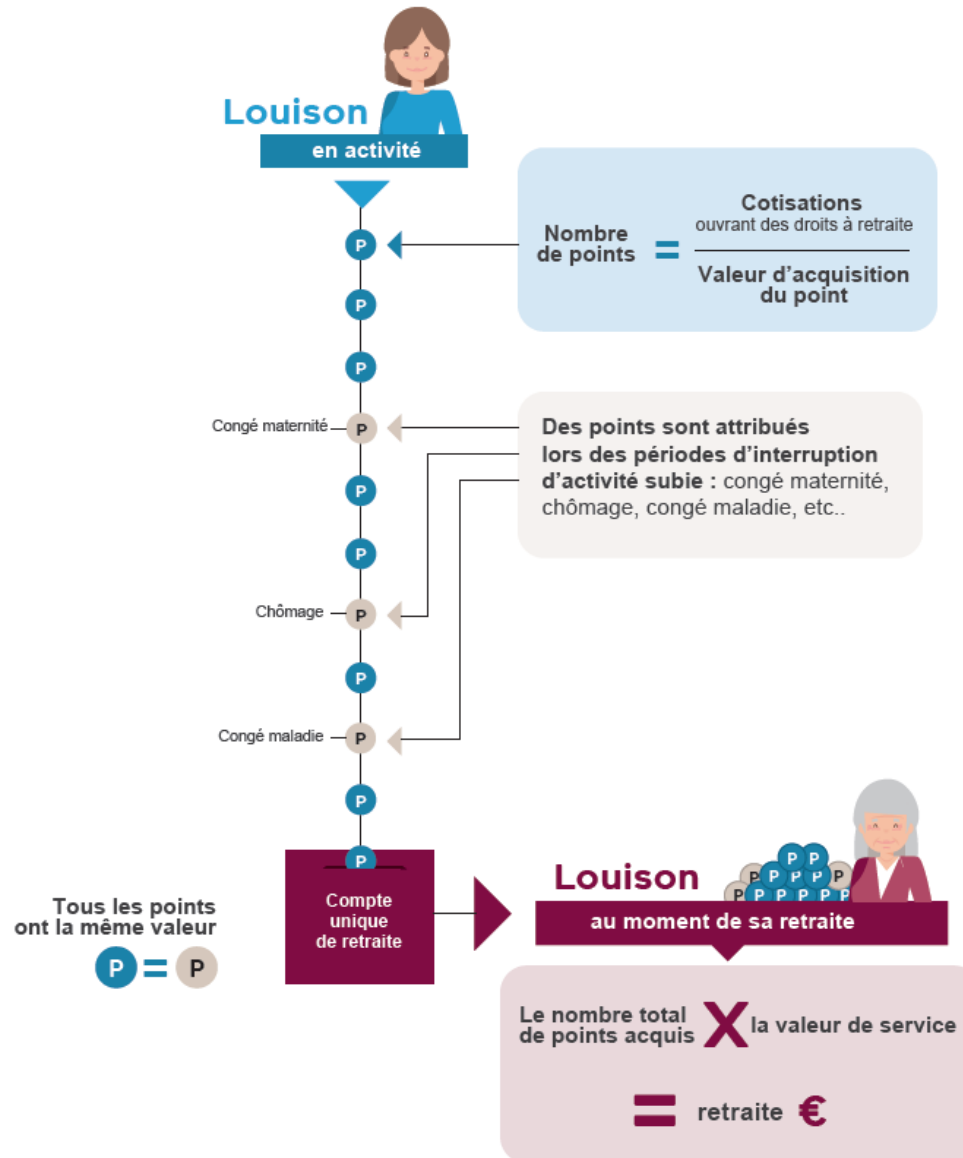 Louison
en activité
P
Nombre
de points
=
Cotisations
ouvrant des droits à retraite
Valeur d’acquisition
du point
P
P
Congé maternité
P
Des points sont attribués
lors des périodes d’interruption
d’activité subie : congé maternité,
chômage, congé maladie, etc..
P
P
Chômage
P
P
Congé maladie
P
P
P
Compte
unique
de retraite
Tous les points
ont la même valeur
P = P
P P
P P P P P
P P P P P P
Louison
au moment de sa retraite
Le nombre total
de points acquis
X
la valeur de service
= retraite €